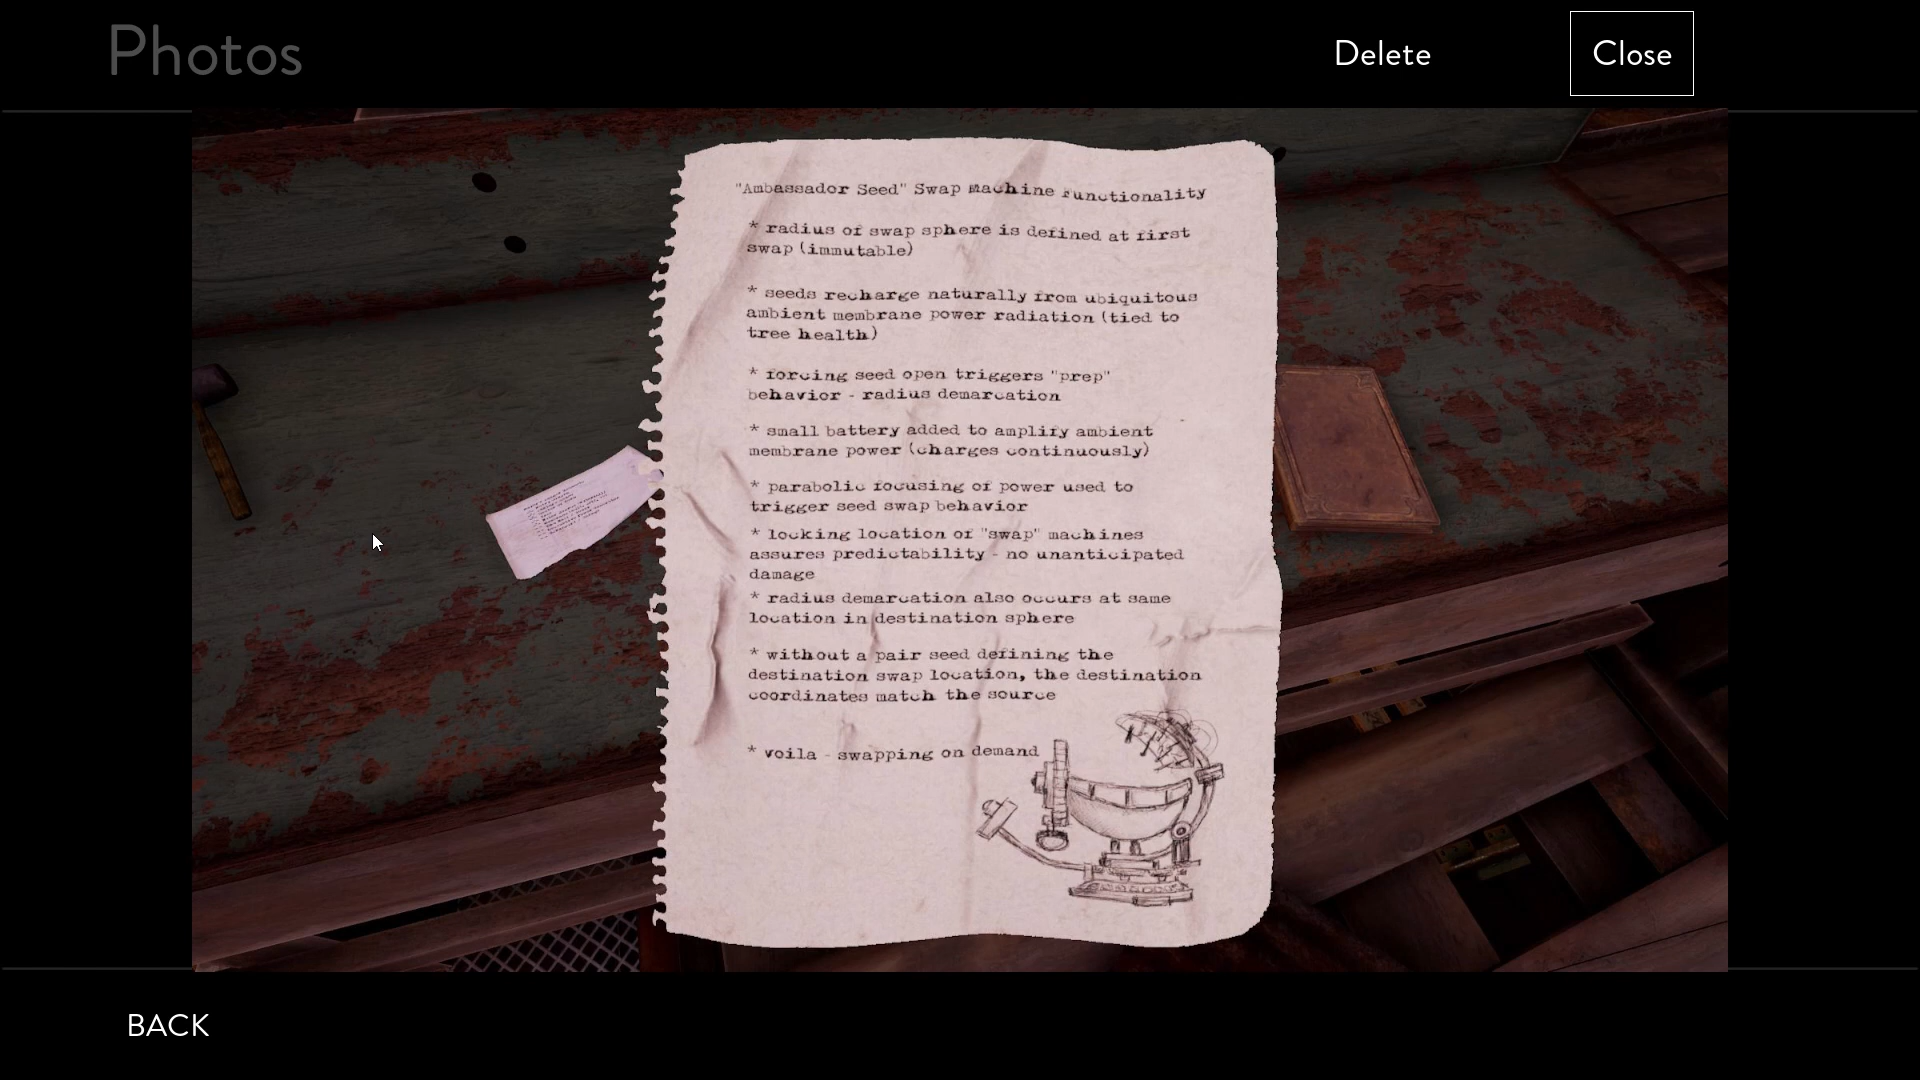 Photos
Delete
Close
"Ambassador Seed" Swap machine Functionality
* radius of swap sphere is defined at first
swap (immutable)
* seeds recharge naturally from ubiquitous
ambient membrane power radiation (tied to
tree health)
* forcing seed open triggers "prep"
behavior - radius demarcation
* small battery added to amplify ambient
membrane power (charges continuously)
* parabolic focusing of power used to
trigger seed swap behavior
* locking location of "swap" machines
assures predictability - no unanticipated
damage
* radius demarcation also occurs at same
location in destination sphere
* without a pair seed defining the
destination swap location, the destination
coordinates match the source
* voila - swapping on demand
BACK